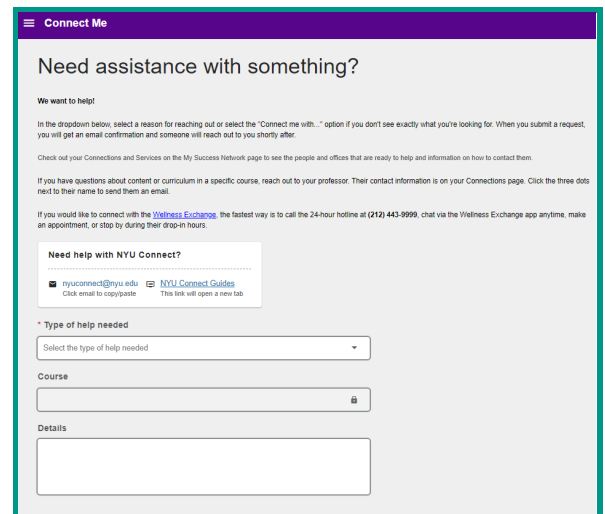 Connect Me
Need assistance with something?
We want to help!
In the dropdown below, select a reason for reaching out or select the "Connect me with..." option if you don't see exactly what you're looking for. When you submit a request,
you will get an email confirmation and someone will reach out to you shortly after.
Check out your Connections and Services on the My Success Network page to see the people and offices that are ready to help and information on how to contact them.
If you have questions about content or curriculum in a specific course, reach out to your professor. Their contact information is on your Connections page. Click the three dots
next to their name to send them an email.
If you would like to connect with the Wellness Exchange, the fastest way is to call the 24-hour hotline at (212) 443-9999, chat via the Wellness Exchange app anytime, make
an appointment, or stop by during their drop-in hours.
Need help with NYU Connect?
nyuconnect@nyu.edu NYU Connect Guides
Click email to copy/paste This link will open a new tab
* Type of help needed
Select the type of help needed
Course
Details